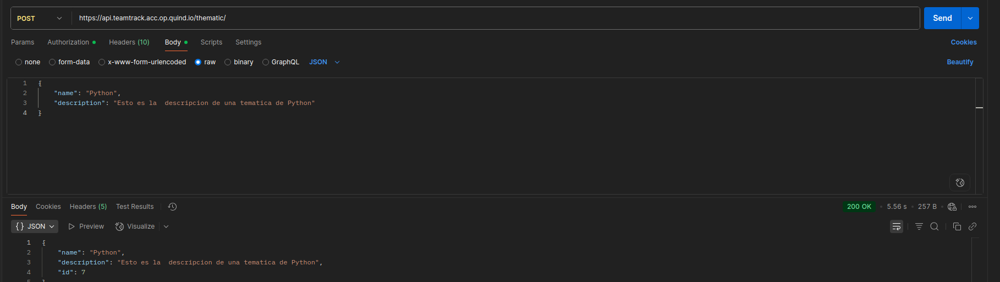 POST https://api.teamtrack.acc.op.quind.io/thematic/ Send
Params Authorization Headers (10) Body Scripts Settings Cookies
none form-data x-www-form-urlencoded raw binary GraphQL JSON Beautify
1 {
2 "name": "Python",
3 "description": "Esto es la  descripcion de una tematica de Python"
4 }
Body Cookies Headers (5) Test Results 200 OK • 5.56 s • 257 B •
{} JSON Preview Visualize
1 {
2 "name": "Python",
3 "description": "Esto es la  descripcion de una tematica de Python",
4 "id": 7
5 }